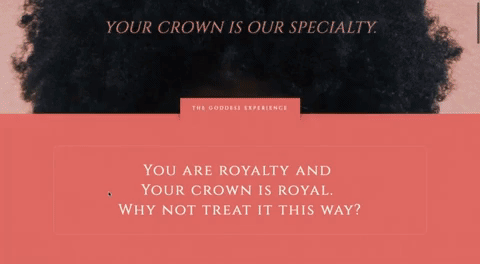 YOUR CROWN IS OUR SPECIALTY.
THE GODDESS EXPERIENCE
YOU ARE ROYALTY AND
YOUR CROWN IS ROYAL.
WHY NOT TREAT IT THIS WAY?